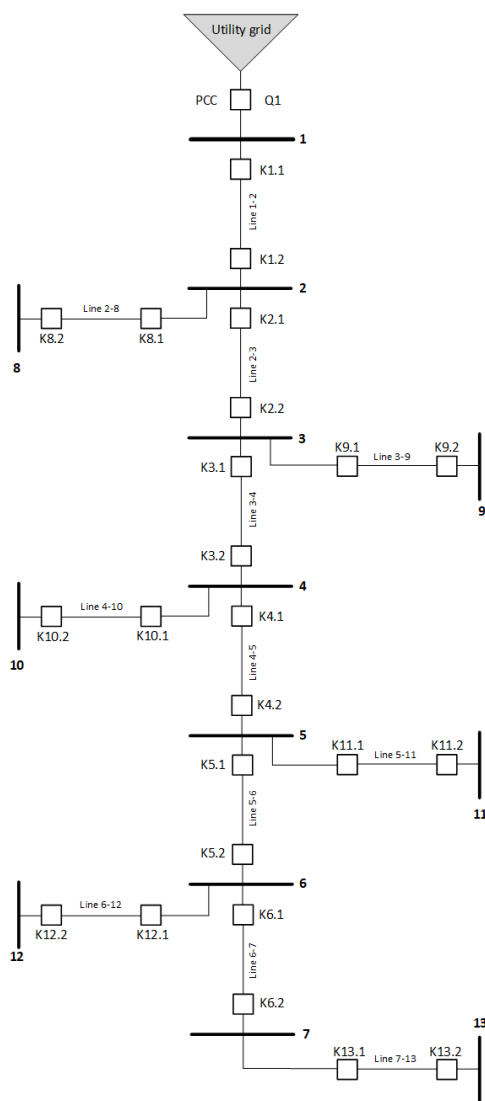 Utility grid
PCC
Q1
1
K1.1
Line 1-2
K1.2
2
Line 2-8
K2.1
K8.2
K8.1
8
Line 2-3
K2.2
3
K9.1
K9.2
K3.1
Line 3-9
9
Line 3-4
K3.2
4
Line 4-10
K4.1
K10.2
K10.1
10
Line 4-5
K4.2
5
K11.1
K11.2
K5.1
Line 5-11
11
Line 5-6
K5.2
6
Line 6-12
K6.1
K12.2
K12.1
12
Line 6-7
K6.2
13
7
K13.1
K13.2
Line 7-13